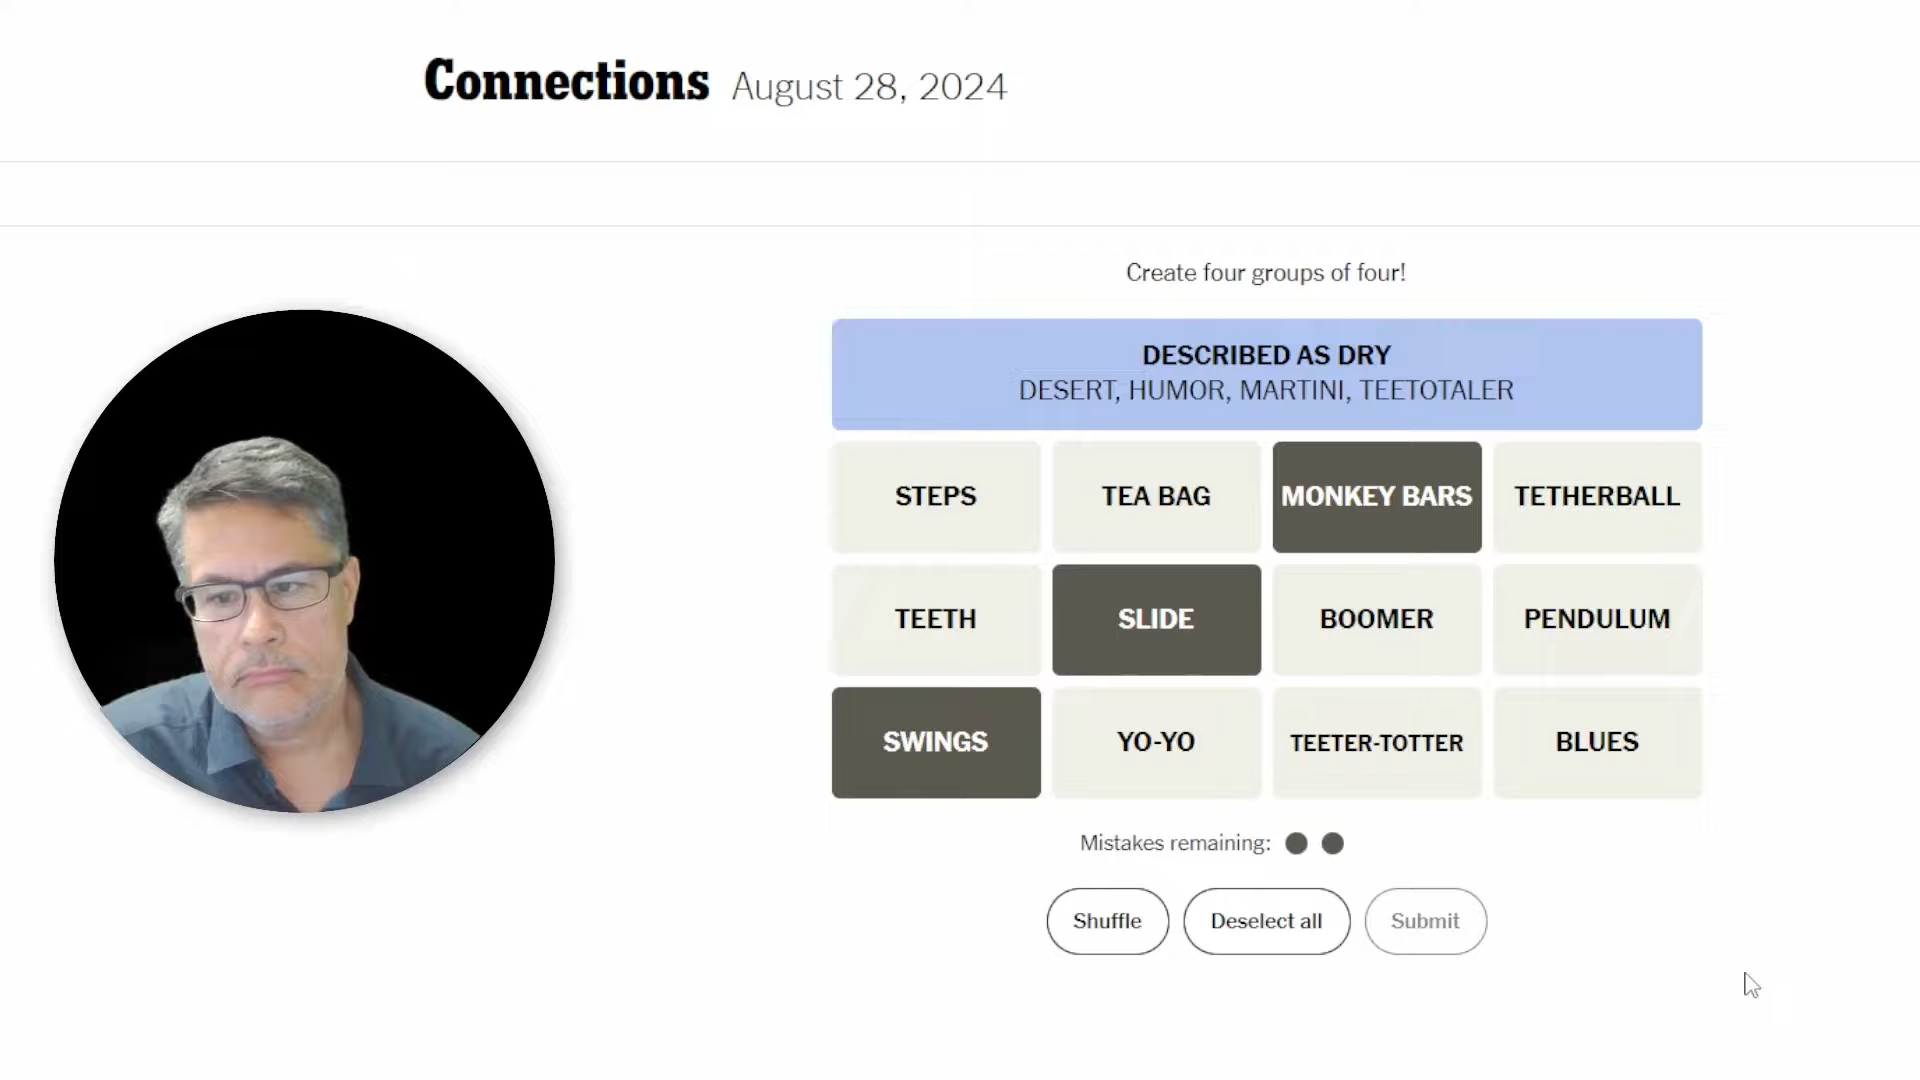 Connections August 28, 2024
Create four groups of four!
DESCRIBED AS DRY
DESERT, HUMOR, MARTINI, TEETOTALER
STEPS TEA BAG MONKEY BARS TETHERBALL
TEETH SLIDE BOOMER PENDULUM
SWINGS YO-YO TEETER-TOTTER BLUES
Mistakes remaining:
Shuffle Deselect all Submit